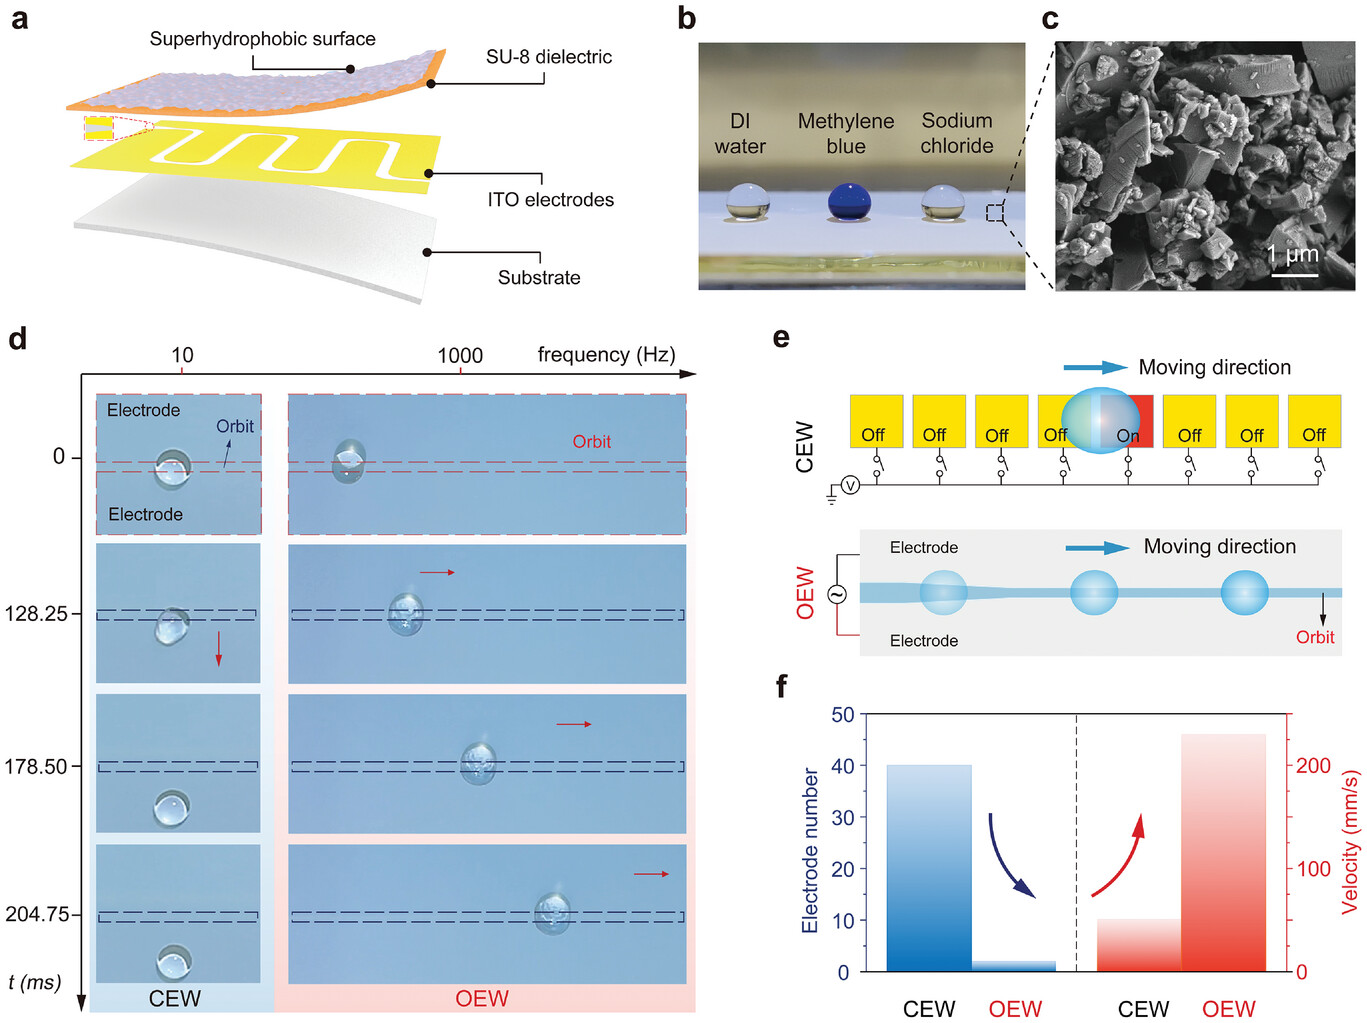 a
Superhydrophobic surface
SU-8 dielectric
ITO electrodes
Substrate
b
DI
water
Methylene
blue
Sodium
chloride
c
1 μm
d
10
1000
frequency (Hz)
Electrode
Orbit
Electrode
Orbit
0
128.25
178.50
204.75
t (ms)
CEW
OEW
e
Moving direction
CEW
Off
Off
Off
Off
On
Off
Off
Off
V
Electrode
Moving direction
OEW
~
Electrode
Orbit
f
Electrode number
50
40
30
20
10
0
200
100
0
Velocity (mm/s)
CEW
OEW
CEW
OEW